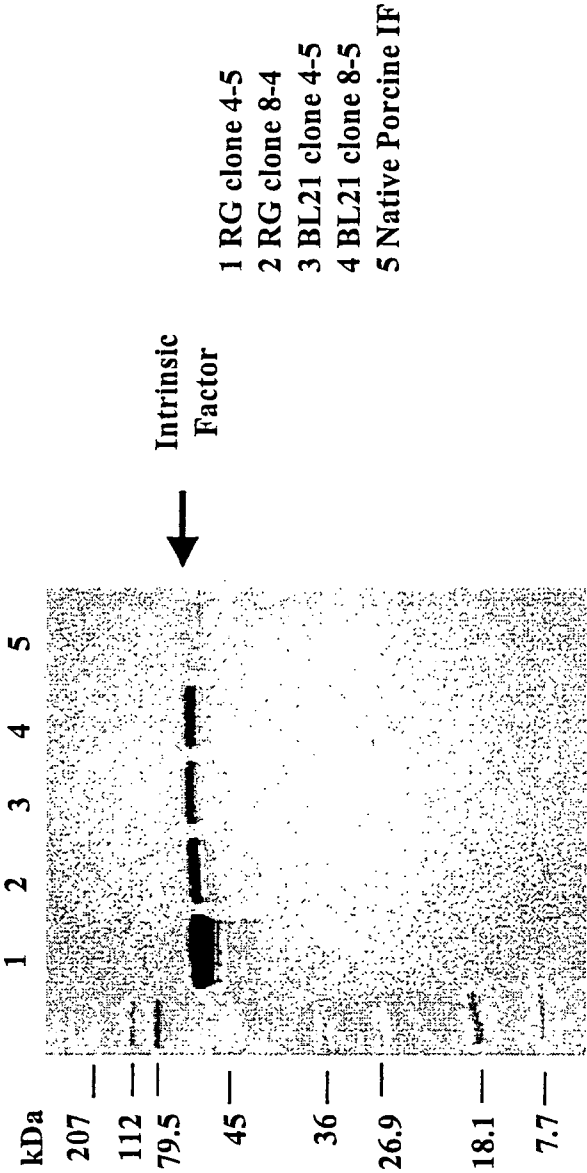 kDa
207
112
79.5
45
36
26.9
18.1
7.7
1 2 3 4 5
Intrinsic
Factor
1 RG clone 4-5
2 RG clone 8-4
3 BL21 clone 4-5
4 BL21 clone 8-5
5 Native Porcine IF